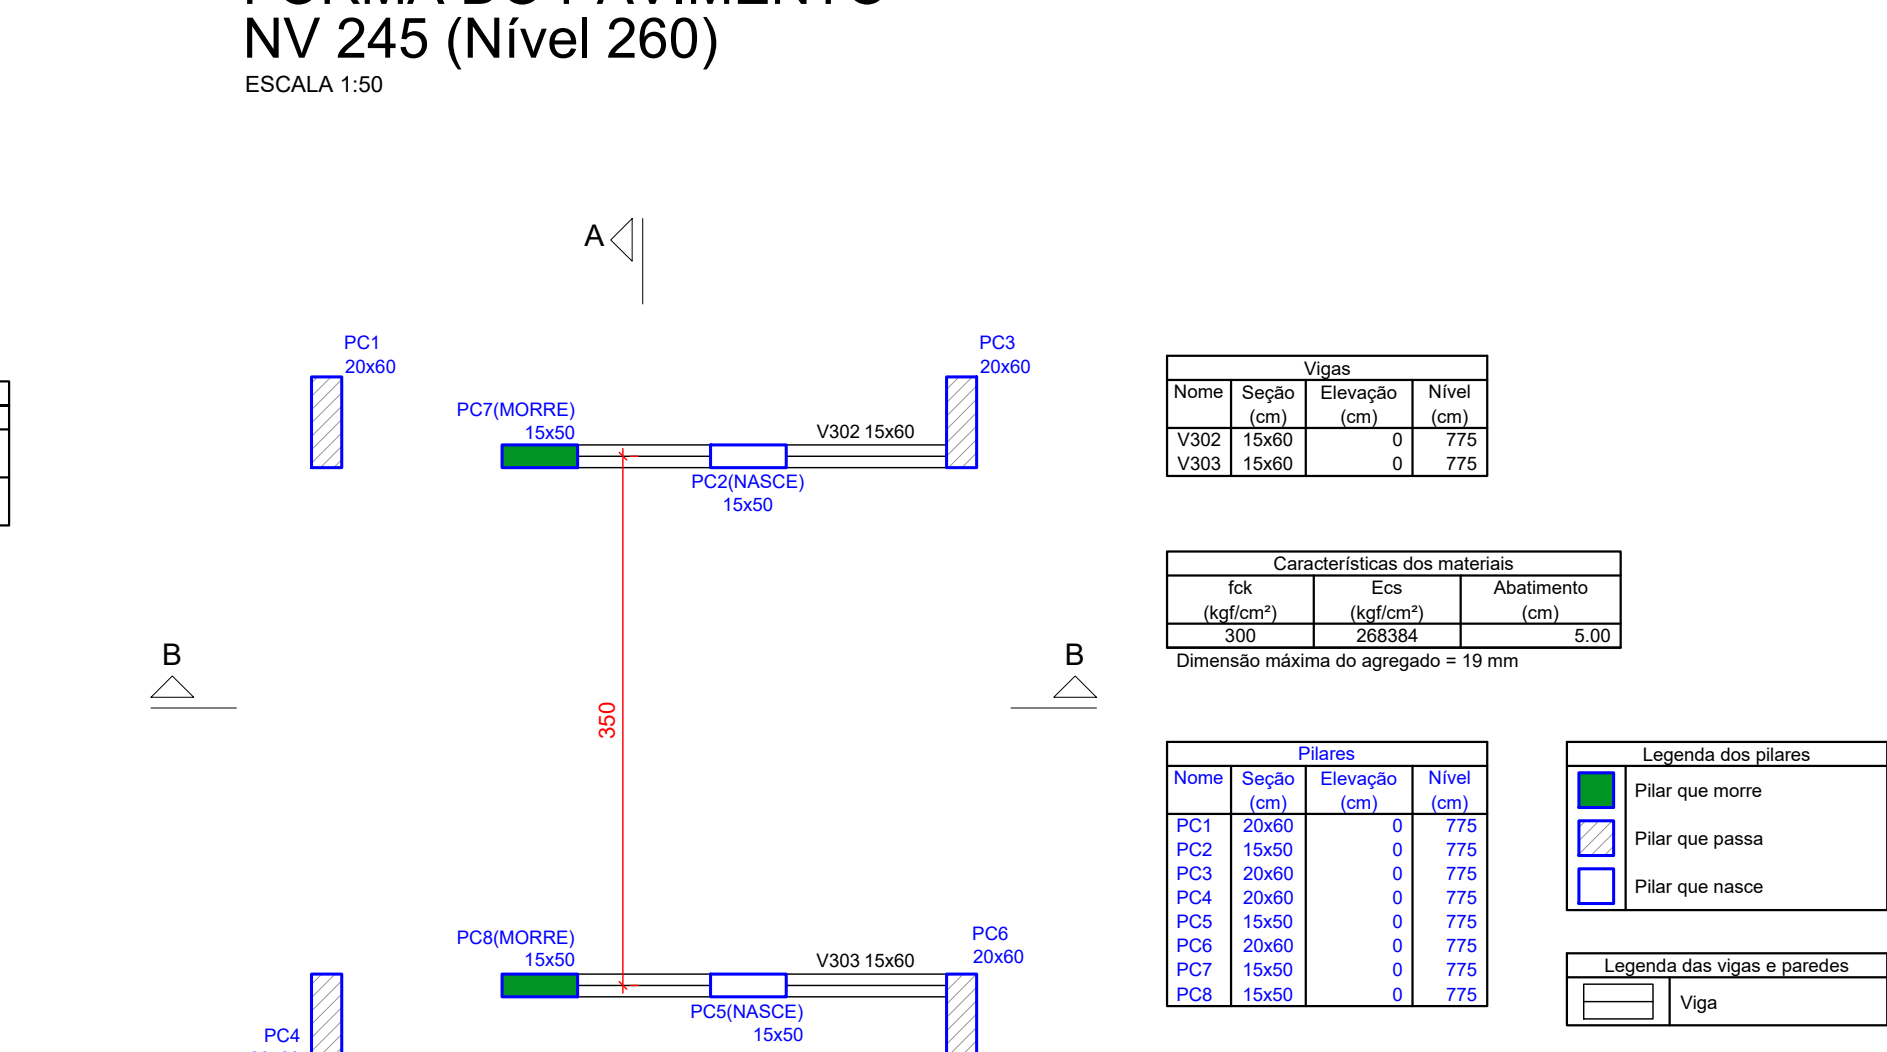 NV 245 (Nível 260)
ESCALA 1:50
A
PC1
20x60
PC3
20x60
PC7(MORRE)
15x50
V302 15x60
PC2(NASCE)
15x50
B
B
350
PC8(MORRE)
15x50
V303 15x60
PC6
20x60
PC5(NASCE)
15x50
PC4
Vigas
Nome Seção Elevação Nível
(cm) (cm) (cm)
V302 15x60 0 775
V303 15x60 0 775
Características dos materiais
fck Ecs Abatimento
(kgf/cm²) (kgf/cm²) (cm)
300 268384 5.00
Dimensão máxima do agregado = 19 mm
Pilares
Nome Seção Elevação Nível
(cm) (cm) (cm)
PC1 20x60 0 775
PC2 15x50 0 775
PC3 20x60 0 775
PC4 20x60 0 775
PC5 15x50 0 775
PC6 20x60 0 775
PC7 15x50 0 775
PC8 15x50 0 775
Legenda dos pilares
Pilar que morre
Pilar que passa
Pilar que nasce
Legenda das vigas e paredes
Viga